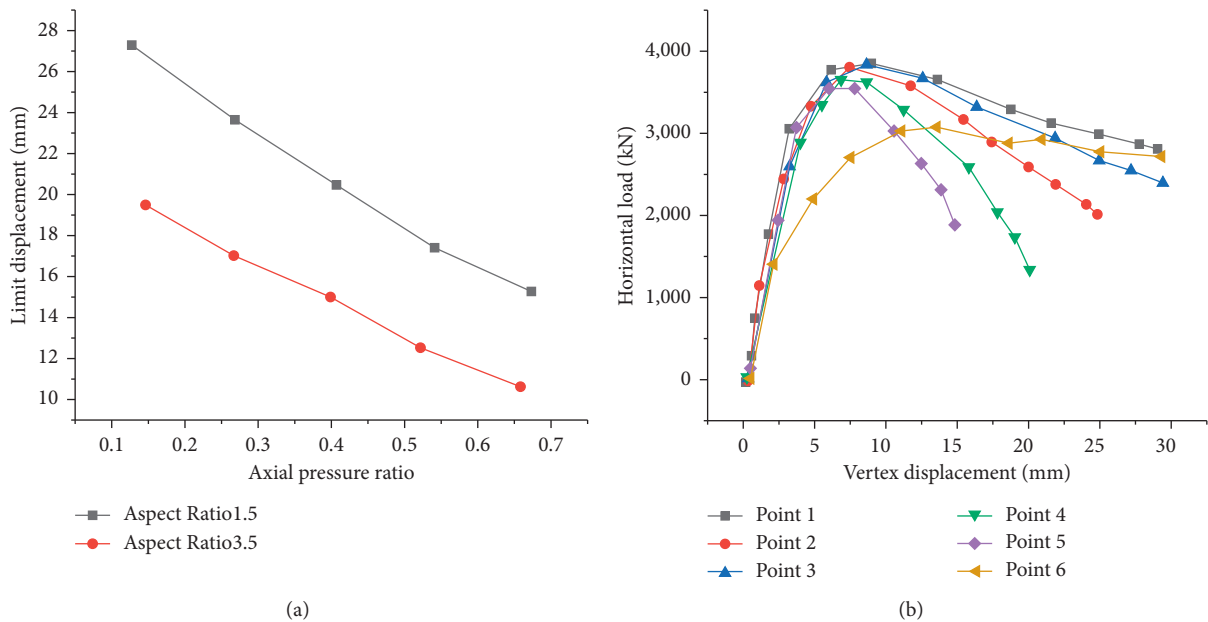 28
26
24
22
20
18
16
14
12
10
Limit displacement (mm)
0.1 0.2 0.3 0.4 0.5 0.6 0.7
Axial pressure ratio
Aspect Ratio1.5
Aspect Ratio3.5
(a)
4,000
3,000
2,000
1,000
0
Horizontal load (kN)
0 5 10 15 20 25 30
Vertex displacement (mm)
Point 1
Point 2
Point 3
Point 4
Point 5
Point 6
(b)